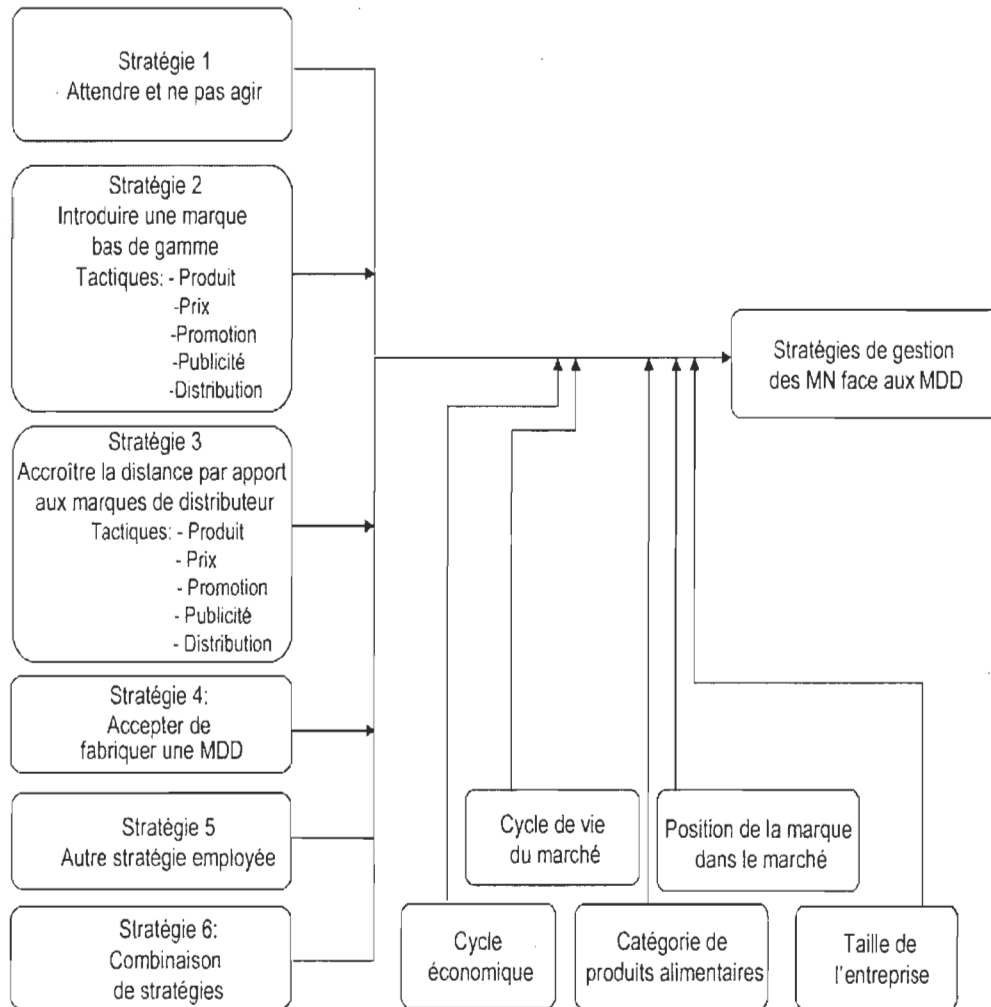 Stratégie 1
Attendre et ne pas agir
Stratégie 2
Introduire une marque
bas de gamme
Tactiques: - Produit
-Prix
-Promotion
-Publicité
-Distribution
Stratégie 3
Accroître la distance par apport
aux marques de distributeur
Tactiques: - Produit
- Prix
- Promotion
- Publicité
- Distribution
Stratégie 4:
Accepter de
fabriquer une MDD
Stratégie 5
Autre stratégie employée
Stratégie 6:
Combinaison
de stratégies
Stratégies de gestion
des MN face aux MDD
Cycle de vie
du marché
Position de la marque
dans le marché
Cycle
économique
Catégorie de
produits alimentaires
Taille de
l'entreprise